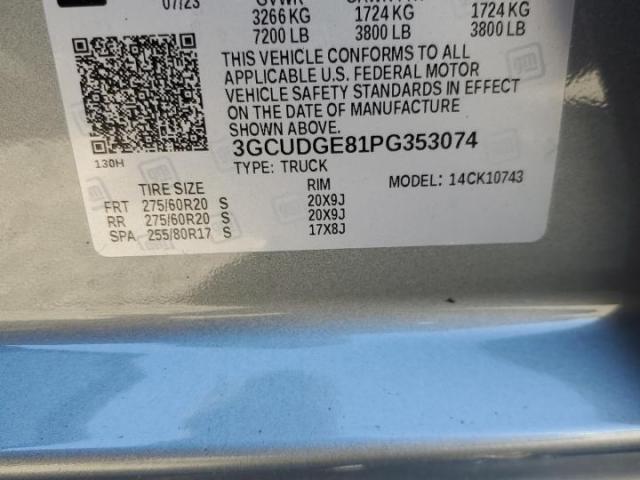 07/23
3266 KG 1724 KG 1724 KG
7200 LB 3800 LB 3800 LB
THIS VEHICLE CONFORMS TO ALL
APPLICABLE U.S. FEDERAL MOTOR
VEHICLE SAFETY STANDARDS IN EFFECT
ON THE DATE OF MANUFACTURE
SHOWN ABOVE.
3GCUDGE81PG353074
130H
TYPE: TRUCK
MODEL: 14CK10743
TIRE SIZE RIM
FRT 275/60R20 S 20X9J
RR 275/60R20 S 20X9J
SPA 255/80R17 S 17X8J